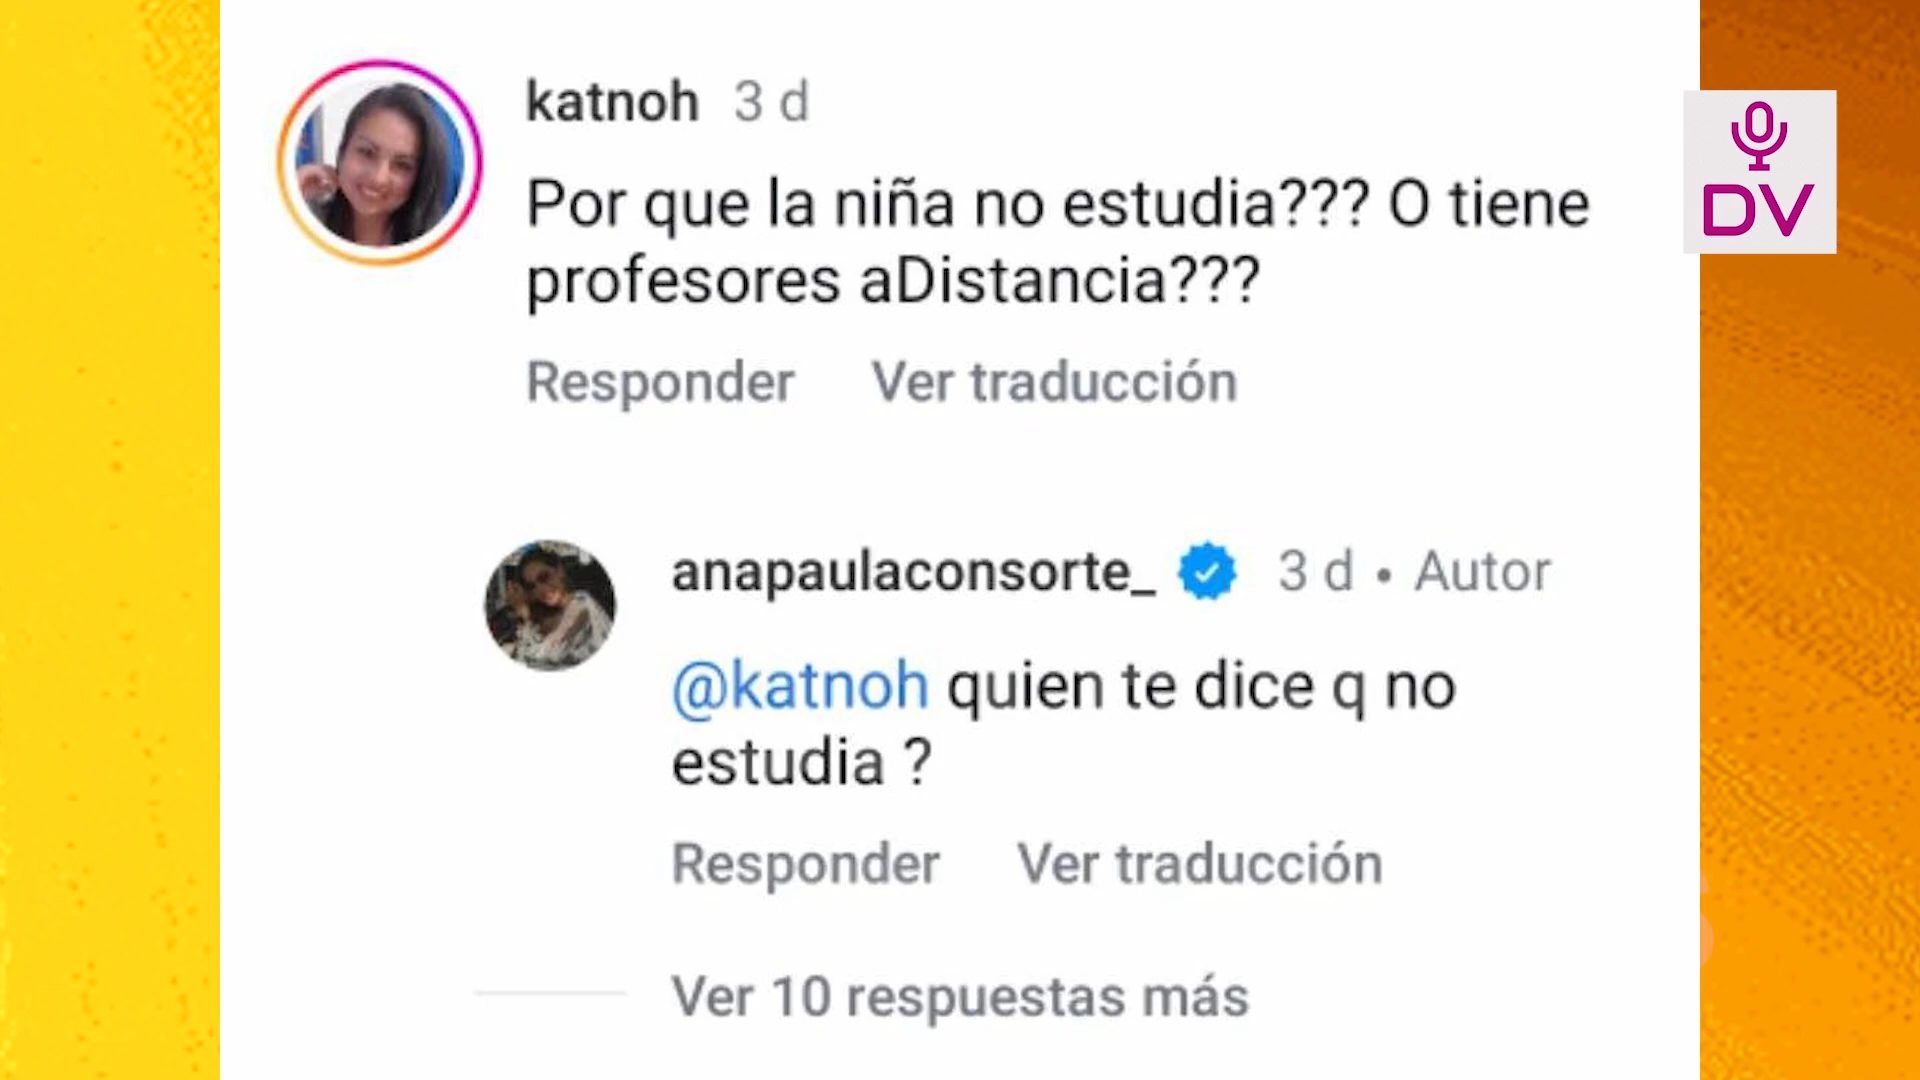 katnoh 3 d
Por que la niña no estudia??? O tiene
profesores aDistancia???
Responder Ver traducción
anapaulaconsorte_ 3 d • Autor
@katnoh quien te dice q no
estudia ?
Responder Ver traducción
Ver 10 respuestas más
DV